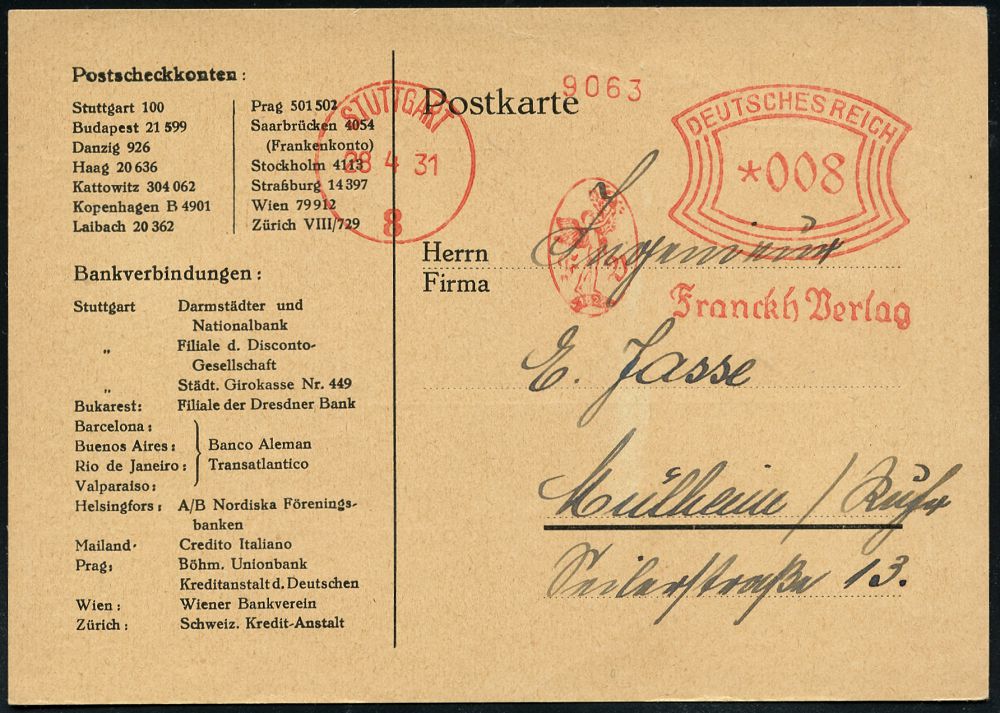 Postscheckkonten:
Stuttgart 100
Budapest 21 599
Danzig 926
Haag 20 636
Kattowitz 304 062
Kopenhagen B 4901
Laibach 20 362
Prag 501 502
Saarbrücken 4054
(Frankenkonto)
Stockholm 4113
Straßburg 14 397
Wien 79 912
Zürich VIII/729
Bankverbindungen:
Stuttgart Darmstädter und
Nationalbank
„ Filiale d. Disconto-
Gesellschaft
„ Städt. Girokasse Nr. 449
Bukarest: Filiale der Dresdner Bank
Barcelona:
Buenos Aires: Banco Aleman
Rio de Janeiro: Transatlantico
Valparaiso:
Helsingfors: A/B Nordiska Förenings-
banken
Mailand· Credito Italiano
Prag: Böhm. Unionbank
Kreditanstalt d. Deutschen
Wien: Wiener Bankverein
Zürich: Schweiz. Kredit-Anstalt
STUTTGART
28 4 31
8
Postkarte
9063
DEUTSCHES REICH
*008
Franckh Verlag
Herrn
Firma
Ingenieur
E. Jasse
Mülheim / Ruhr
Seilerstraße 13.